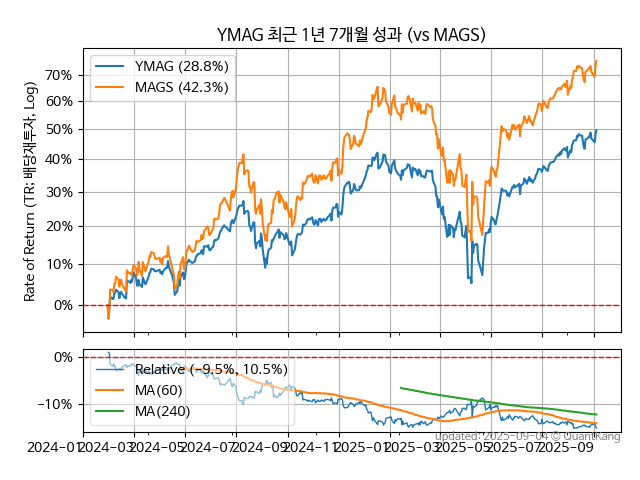 YMAG 최근 1년 7개월 성과 (vs MAGS)
YMAG (28.8%)
MAGS (42.3%)
Rate of Return (TR: 배당재투자, Log)
70%
60%
50%
40%
30%
20%
10%
0%
Relative (−9.5%, 10.5%)
MA(60)
MA(240)
0%
−10%
2024−01
2024−03
2024−05
2024−07
2024−09
2024−11
2025−01
2025−03
2025−05
2025−07
2025−09
updated: 2025−09−04 © QuantKang